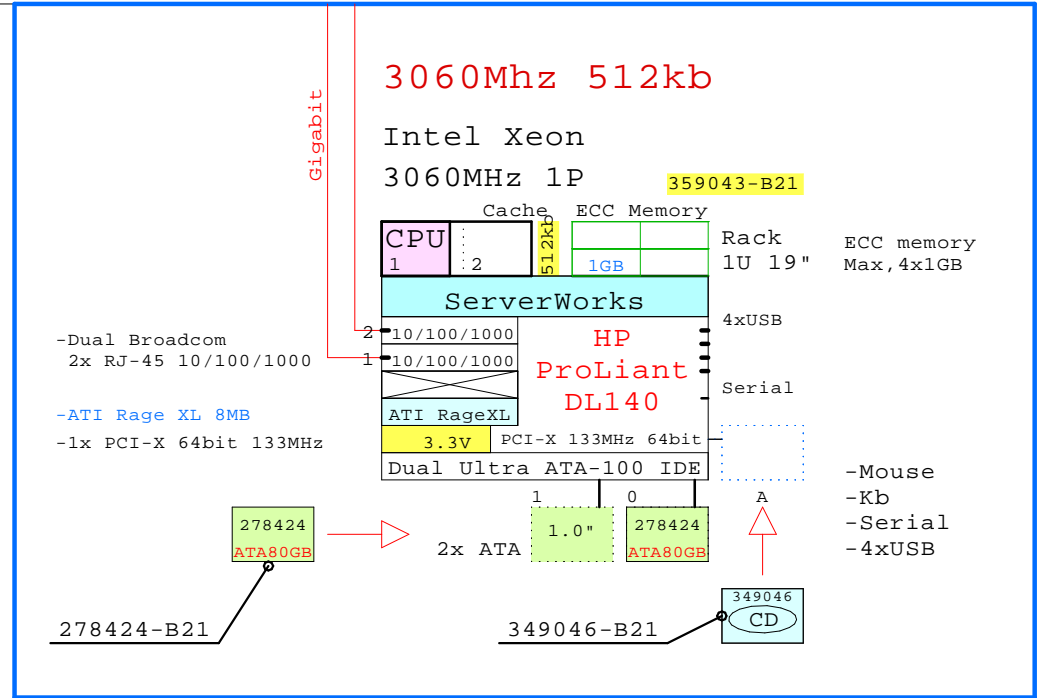 3060Mhz 512kb
Gigabit
Intel Xeon
3060MHz 1P
359043-B21
Cache
ECC Memory
CPU
1
2
512kb
1GB
Rack
1U 19"
ECC memory
Max,4x1GB
ServerWorks
2
10/100/1000
1
10/100/1000
HP
ProLiant
DL140
4xUSB
Serial
-Dual Broadcom
2x RJ-45 10/100/1000
-ATI Rage XL 8MB
-1x PCI-X 64bit 133MHz
ATI RageXL
3.3V
PCI-X 133MHz 64bit
Dual Ultra ATA-100 IDE
1
0
A
-Mouse
-Kb
-Serial
-4xUSB
278424
ATA80GB
2x ATA
1.0"
278424
ATA80GB
349046
CD
278424-B21
349046-B21